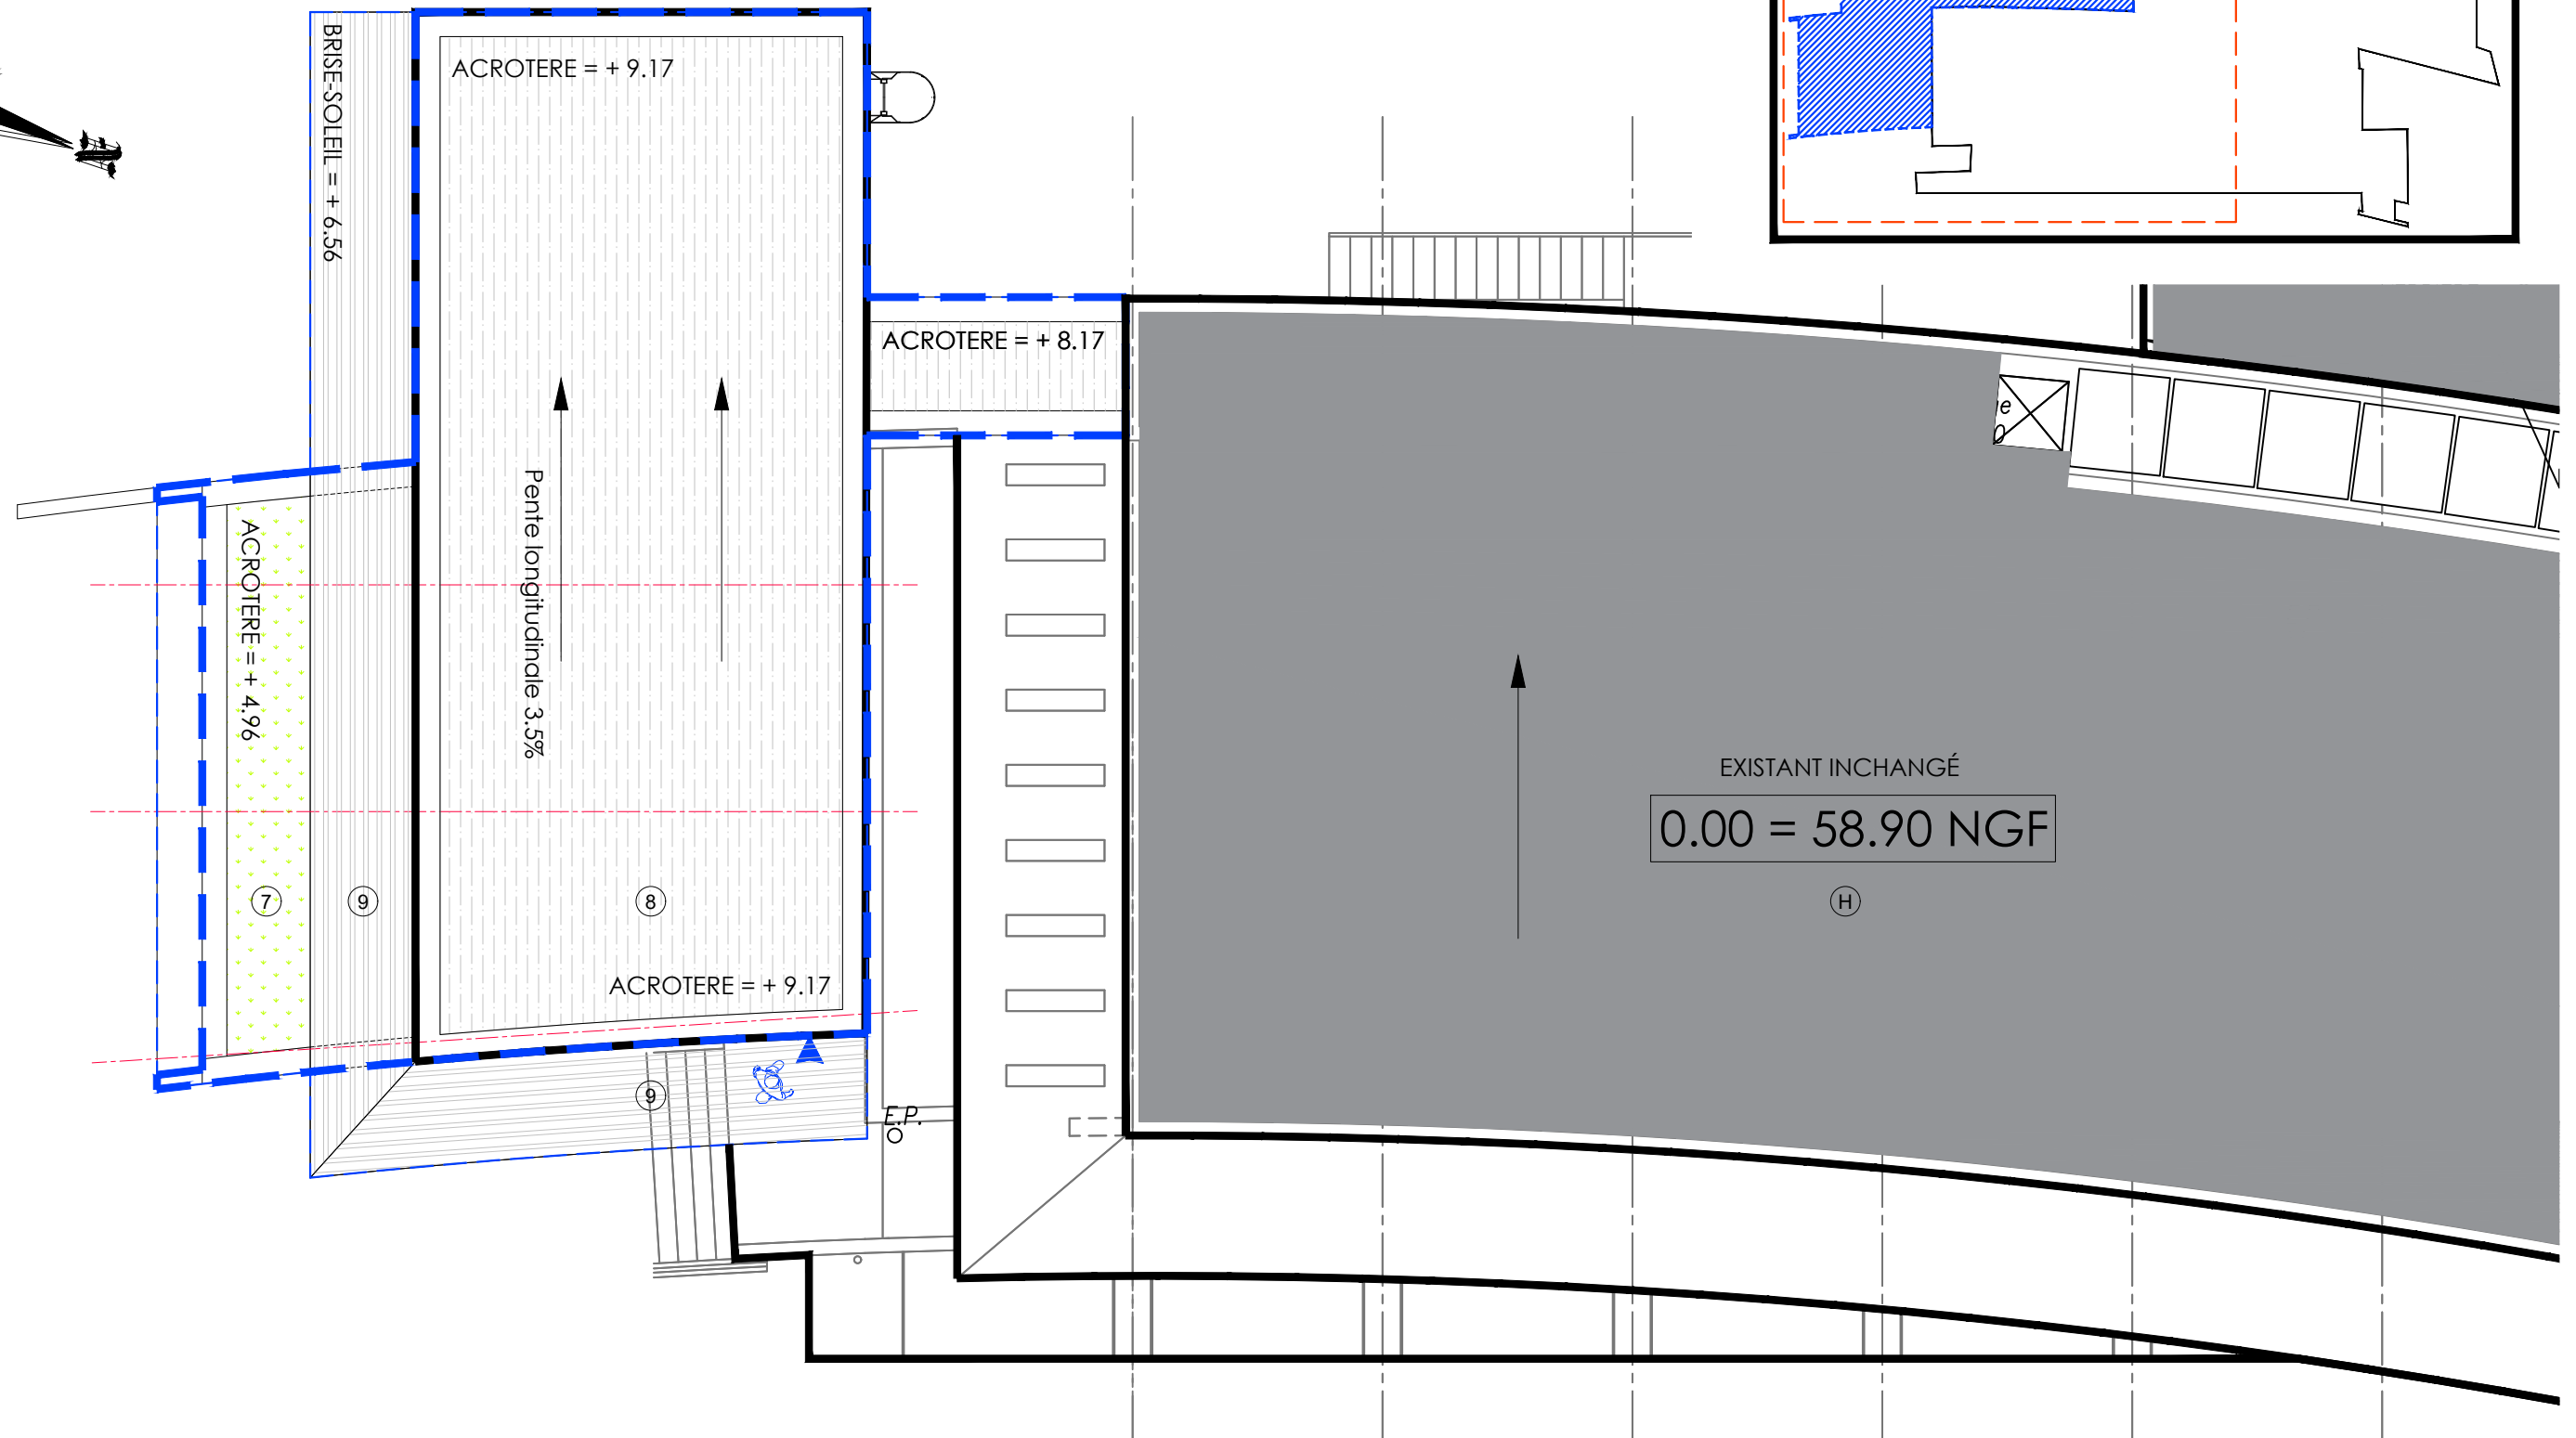 BRISE-SOLEIL = + 6.56
ACROTERE = + 9.17
ACROTERE = + 8.17
ACROTERE = + 4.96
Pente longitudinale 3.5%
EXISTANT INCHANGÉ
0.00 = 58.90 NGF
7
9
8
H
ACROTERE = + 9.17
9
E.P.